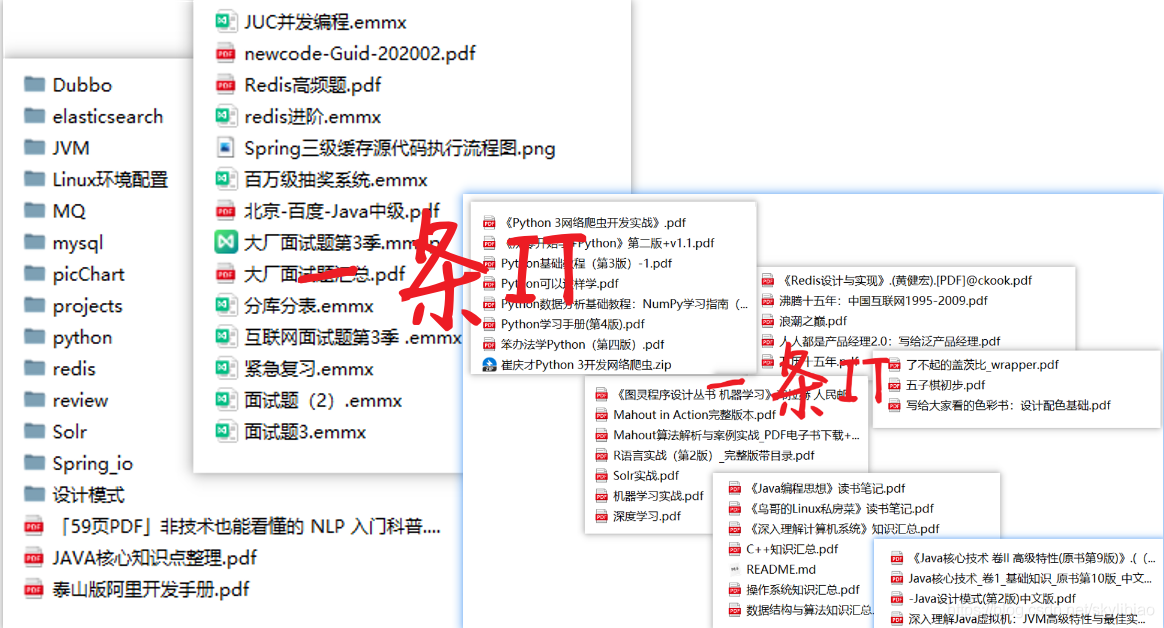 Dubbo
elasticsearch
JVM
Linux环境配置
MQ
mysql
picChart
projects
python
redis
review
Solr
Spring_io
设计模式
「59页PDF」非技术也能看懂的 NLP 入门科普....
JAVA核心知识点整理.pdf
泰山版阿里开发手册.pdf
JUC并发编程.emmx
newcode-Guid-202002.pdf
Redis高频题.pdf
redis进阶.emmx
Spring三级缓存源代码执行流程图.png
百万级抽奖系统.emmx
北京-百度-Java中级.pdf
大厂面试题第3季.mm
大厂面试题汇总.pdf
分库分表.emmx
互联网面试题第3季 .emmx
紧急复习.emmx
面试题（2）.emmx
面试题3.emmx
一条IT
《Python 3网络爬虫开发实战》.pdf
Python》第二版+v1.1.pdf
Python基础教程（第3版）-1.pdf
Python可以这样学.pdf
Python数据分析基础教程：NumPy学习指南（...
Python学习手册(第4版).pdf
笨办法学Python（第四版）.pdf
崔庆才Python 3开发网络爬虫.zip
《Redis设计与实现》.(黄健宏).[PDF]@ckook.pdf
沸腾十五年：中国互联网1995-2009.pdf
浪潮之巅.pdf
人人都是产品经理2.0：写给泛产品经理.pdf
十五年.pdf
了不起的盖茨比_wrapper.pdf
五子棋初步.pdf
写给大家看的色彩书：设计配色基础.pdf
一条IT
《图灵程序设计丛书 机器学习》 人民邮
Mahout in Action完整版本.pdf
Mahout算法解析与案例实战_PDF电子书下载+...
R语言实战（第2版）_完整版带目录.pdf
Solr实战.pdf
机器学习实战.pdf
深度学习.pdf
《Java编程思想》读书笔记.pdf
《鸟哥的Linux私房菜》读书笔记.pdf
《深入理解计算机系统》知识汇总.pdf
C++知识汇总.pdf
README.md
操作系统知识汇总.pdf
数据结构与算法知识汇总.
《Java核心技术 卷II 高级特性(原书第9版)》.(（...
Java核心技术_卷1_基础知识_原书第10版_中文...
-Java设计模式(第2版)中文版.pdf
深入理解Java虚拟机：JVM高级特性与最佳实...